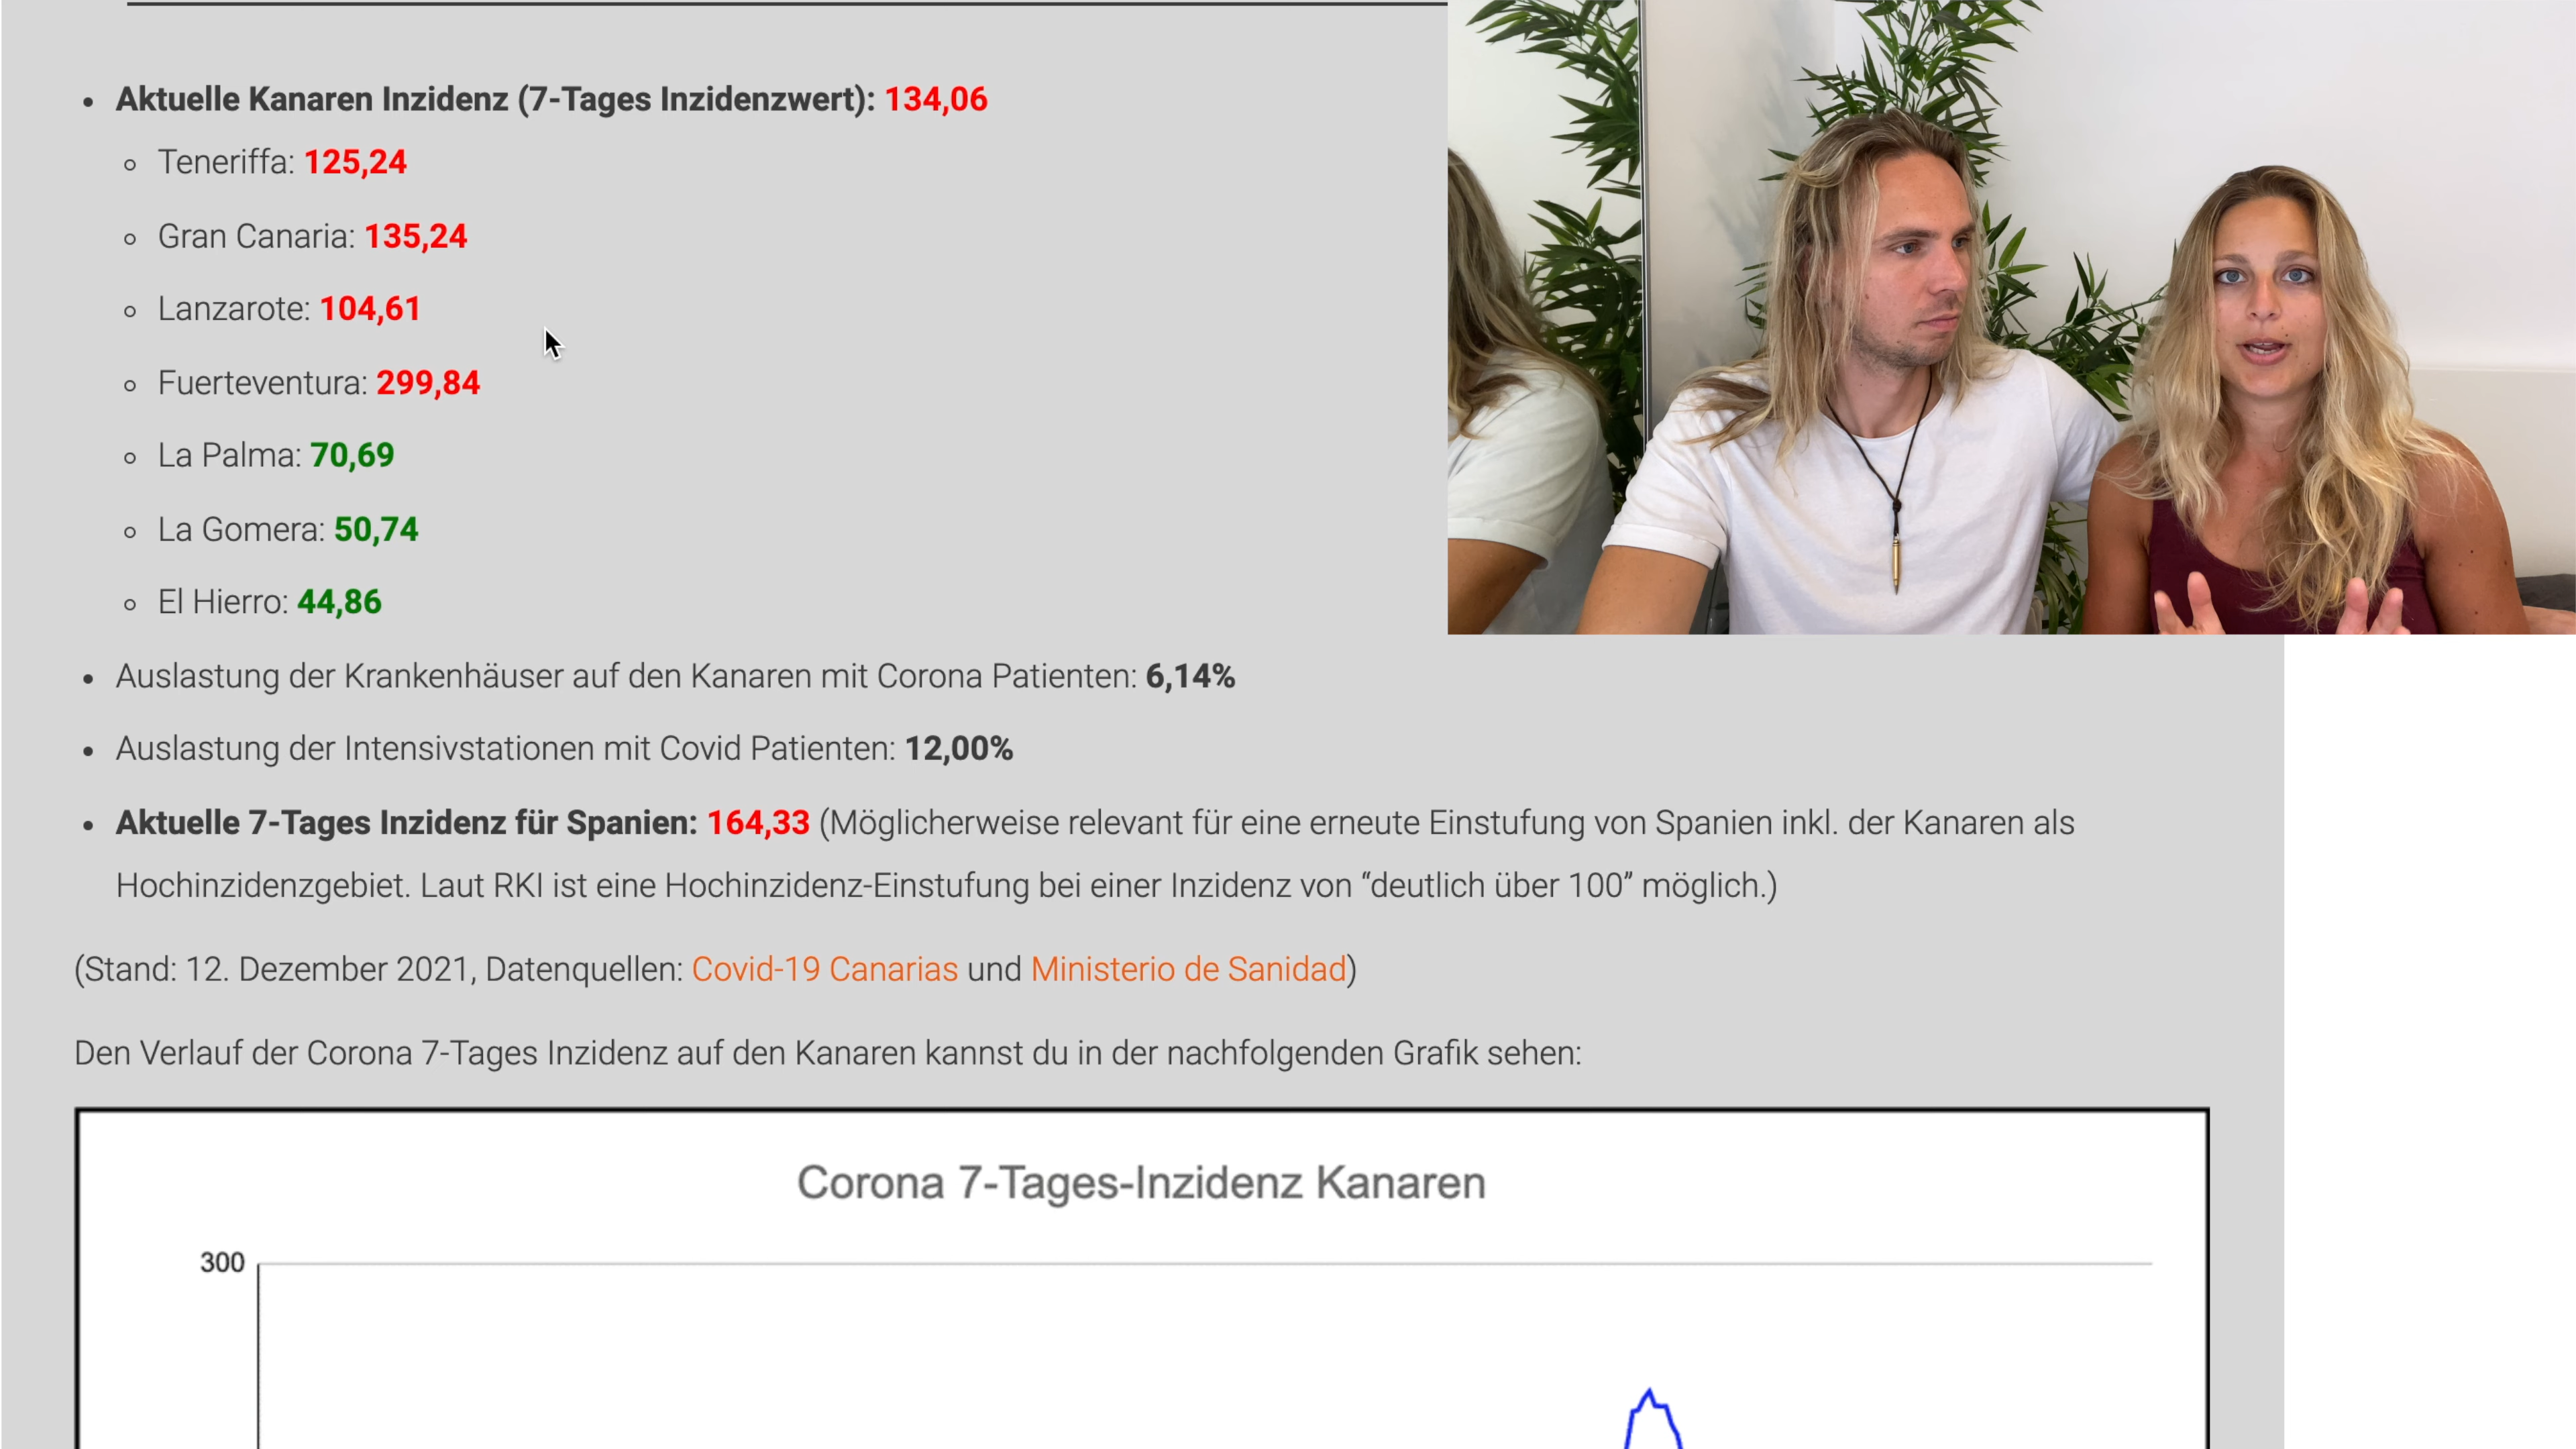 Aktuelle Kanaren Inzidenz (7-Tages Inzidenzwert): 134,06
Teneriffa: 125,24
Gran Canaria: 135,24
Lanzarote: 104,61
Fuerteventura: 299,84
La Palma: 70,69
La Gomera: 50,74
El Hierro: 44,86
Auslastung der Krankenhäuser auf den Kanaren mit Corona Patienten: 6,14%
Auslastung der Intensivstationen mit Covid Patienten: 12,00%
Aktuelle 7-Tages Inzidenz für Spanien: 164,33 (Möglicherweise relevant für eine erneute Einstufung von Spanien inkl. der Kanaren als
Hochinzidenzgebiet. Laut RKI ist eine Hochinzidenz-Einstufung bei einer Inzidenz von “deutlich über 100” möglich.)
(Stand: 12. Dezember 2021, Datenquellen: Covid-19 Canarias und Ministerio de Sanidad)
Den Verlauf der Corona 7-Tages Inzidenz auf den Kanaren kannst du in der nachfolgenden Grafik sehen:
Corona 7-Tages-Inzidenz Kanaren
300